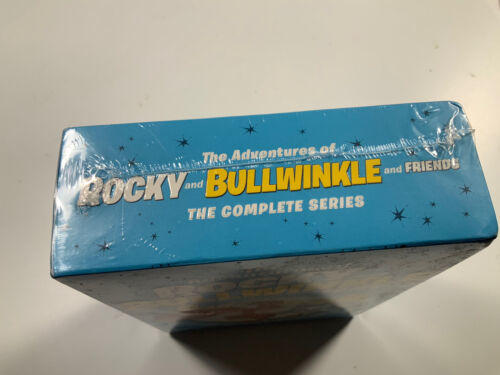 The Adventures of
ROCKY and BULLWINKLE and FRIENDS
THE COMPLETE SERIES